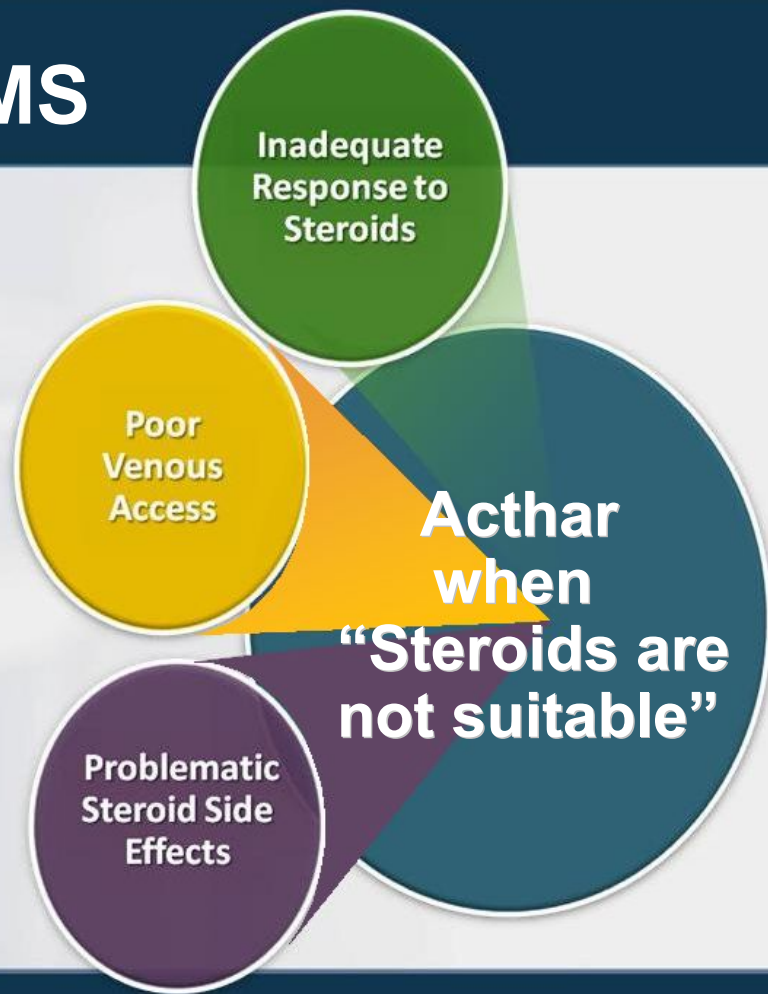 MS
Inadequate
Response to
Steroids
Poor
Venous
Access
Acthar
when
“Steroids are
not suitable”
Problematic
Steroid Side
Effects